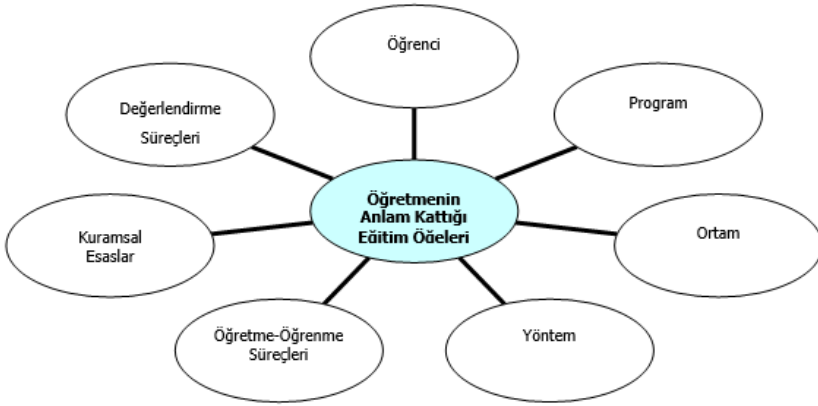 Öğrenci
Değerlendirme
Süreçleri
Program
Öğretmenin
Anlam Kattığı
Eğitim Öğeleri
Kuramsal
Esaslar
Ortam
Öğretme-Öğrenme
Süreçleri
Yöntem